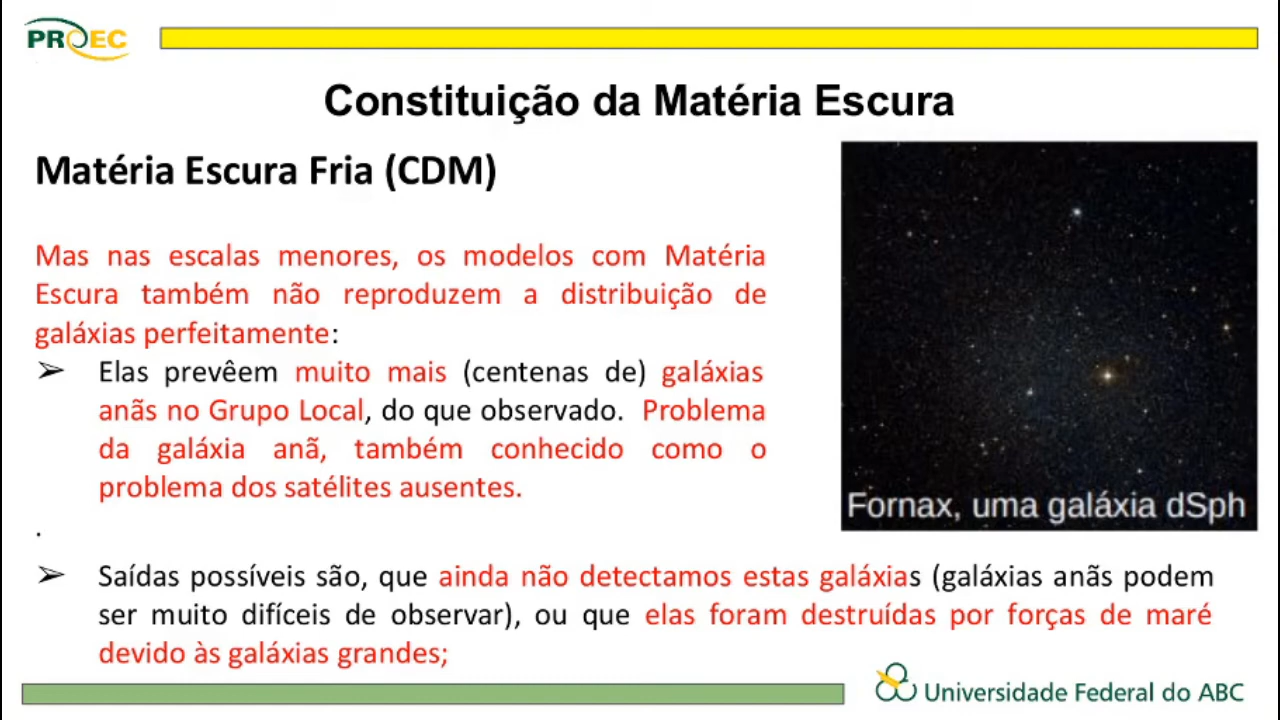 PROEC
Constituição da Matéria Escura
Matéria Escura Fria (CDM)
Mas nas escalas menores, os modelos com Matéria
Escura também não reproduzem a distribuição de
galáxias perfeitamente:
➢ Elas prevêem muito mais (centenas de) galáxias
anãs no Grupo Local, do que observado. Problema
da galáxia anã, também conhecido como o
problema dos satélites ausentes.
.
Fornax, uma galáxia dSph
➢ Saídas possíveis são, que ainda não detectamos estas galáxias (galáxias anãs podem
ser muito difíceis de observar), ou que elas foram destruídas por forças de maré
devido às galáxias grandes;
Universidade Federal do ABC